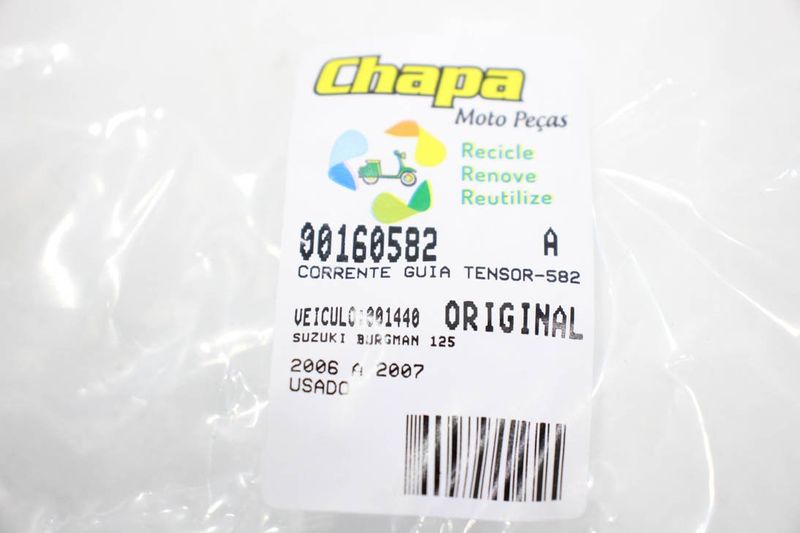 Chapa
Moto Peças
Recicle
Renove
Reutilize
00160582 A
CORRENTE GUIA TENSOR-582
VEICULO:001440 ORIGINAL
SUZUKI BURGMAN 125
2006 A 2007
USADO